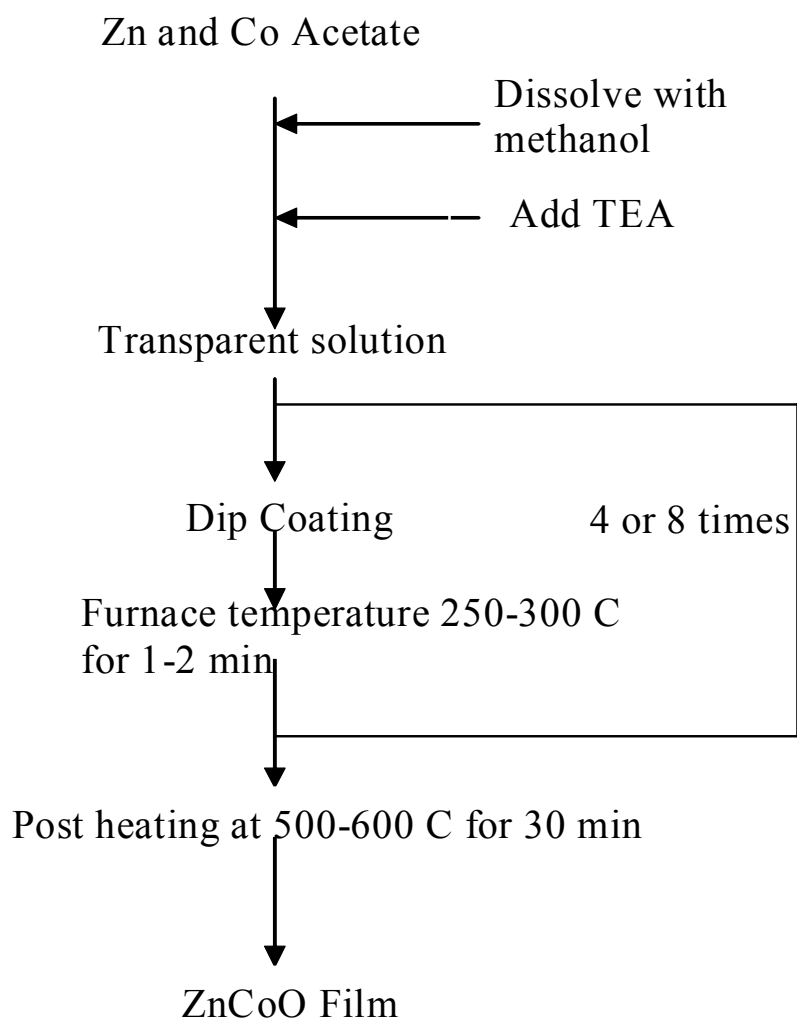 Zn and Co Acetate
Dissolve with
methanol
Add TEA
Transparent solution
Dip Coating
4 or 8 times
Furnace temperature 250-300 C
for 1-2 min
Post heating at 500-600 C for 30 min
ZnCoO Film